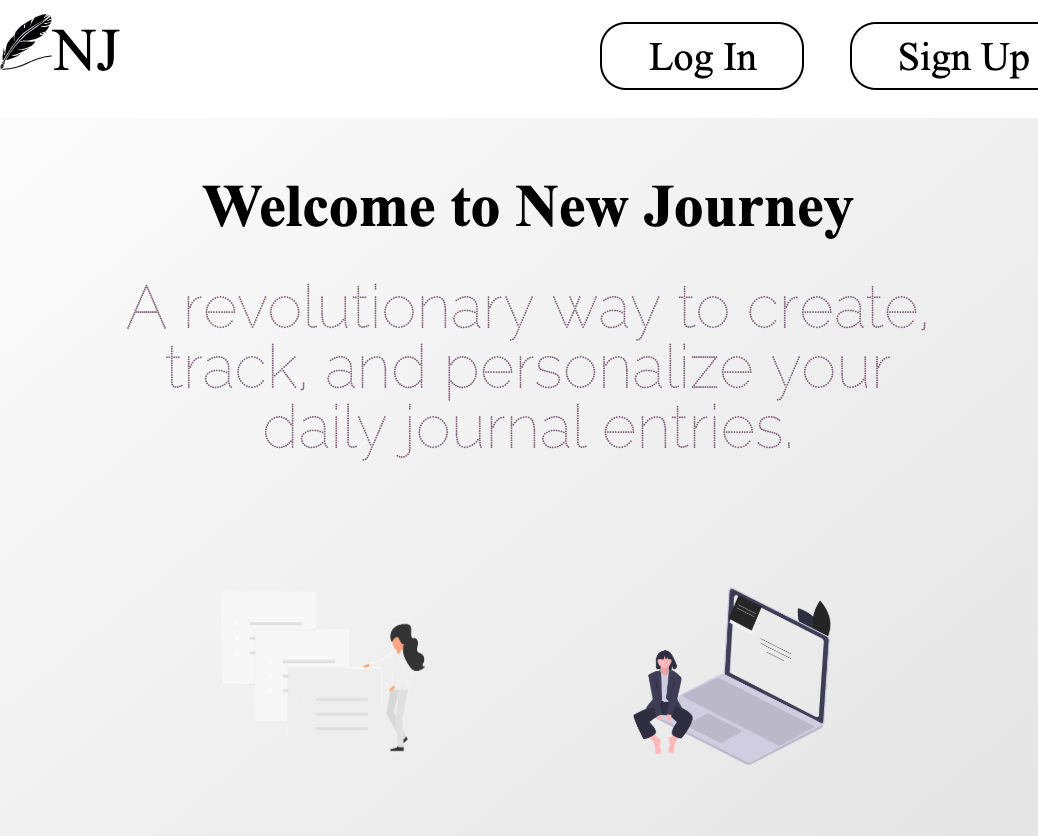 NJ
Log In
Sign Up
Welcome to New Journey
A revolutionary way to create,
track, and personalize your
daily journal entries.